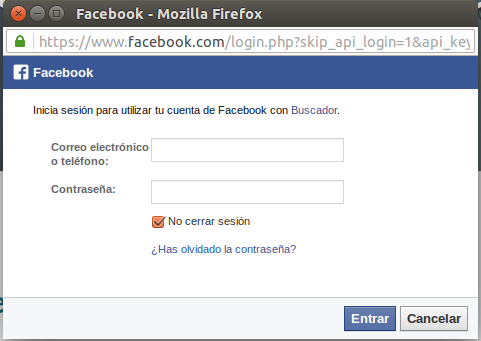 Facebook - Mozilla Firefox
https://www.facebook.com/login.php?skip_api_login=1&api_key
Facebook
Inicia sesión para utilizar tu cuenta de Facebook con Buscador.
Correo electrónico
o teléfono:
Contraseña:
No cerrar sesión
¿Has olvidado la contraseña?
Entrar Cancelar